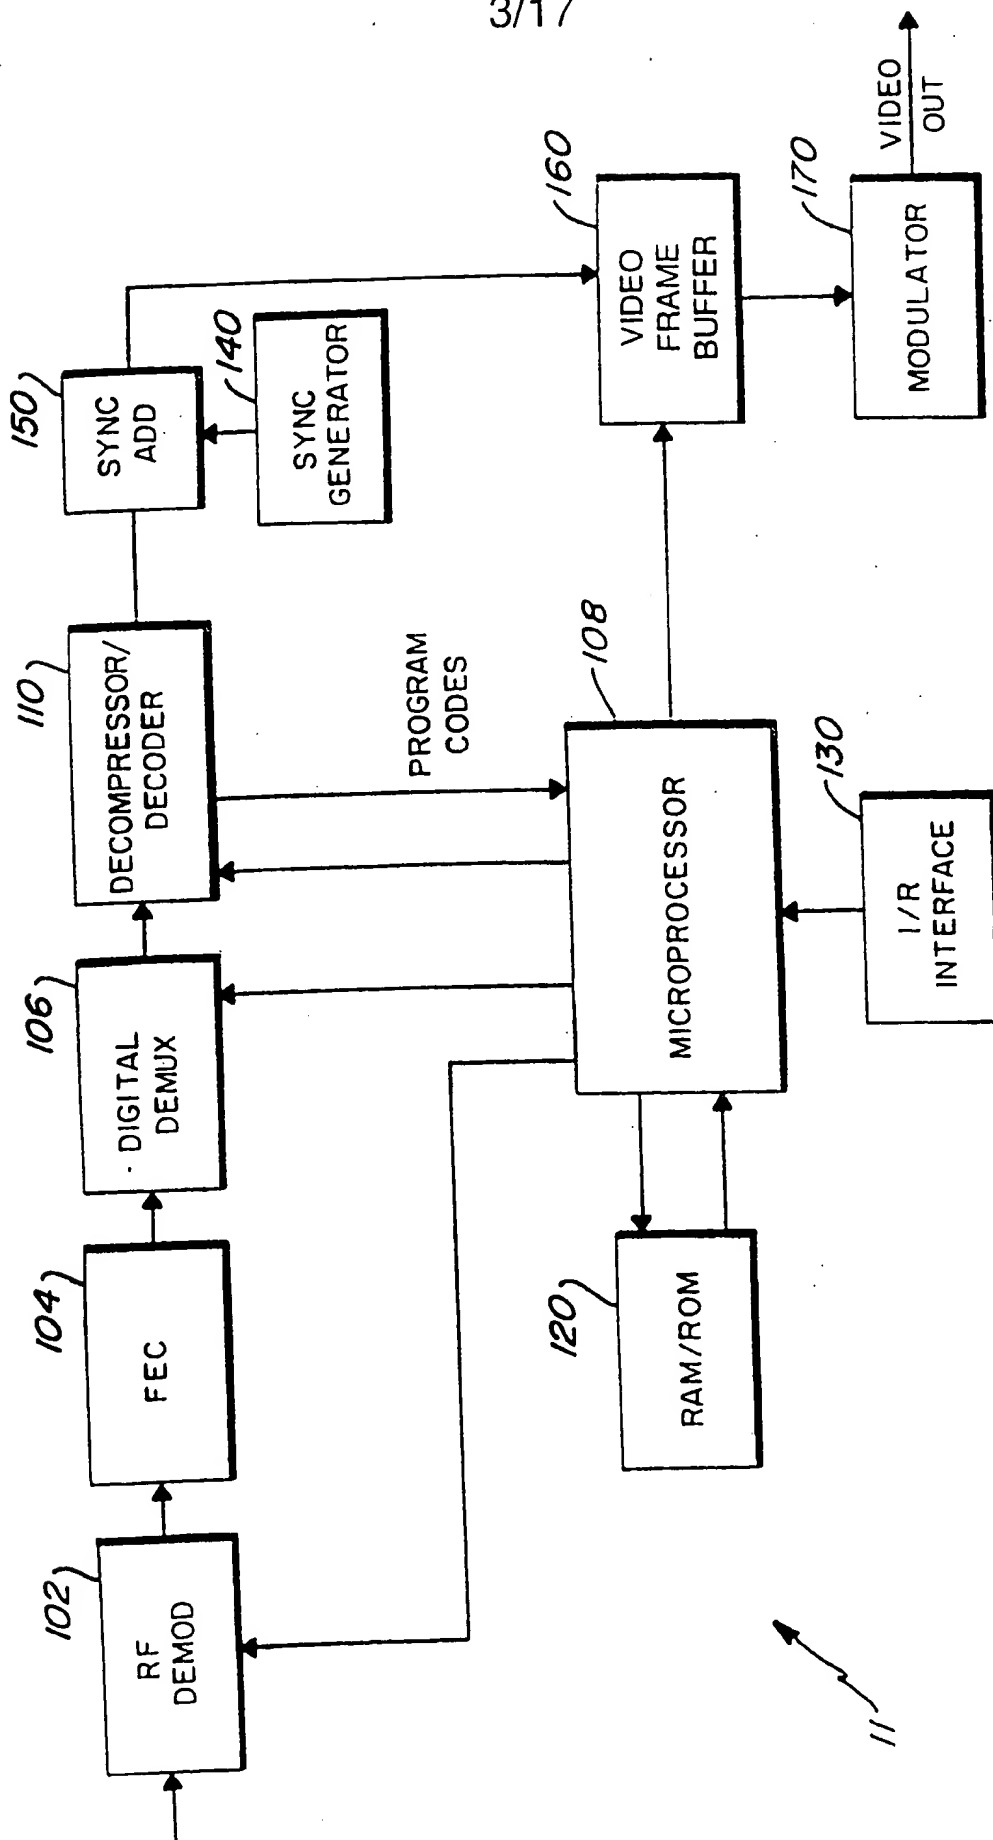 3/17
102
RF
DEMOD
104
FEC
106
DIGITAL
DEMUX
110
DECOMPRESSOR/
DECODER
150
SYNC
ADD
140
SYNC
GENERATOR
PROGRAM
CODES
160
VIDEO
FRAME
BUFFER
120
RAM/ROM
108
MICROPROCESSOR
130
I/R
INTERFACE
170
MODULATOR
VIDEO
OUT
11